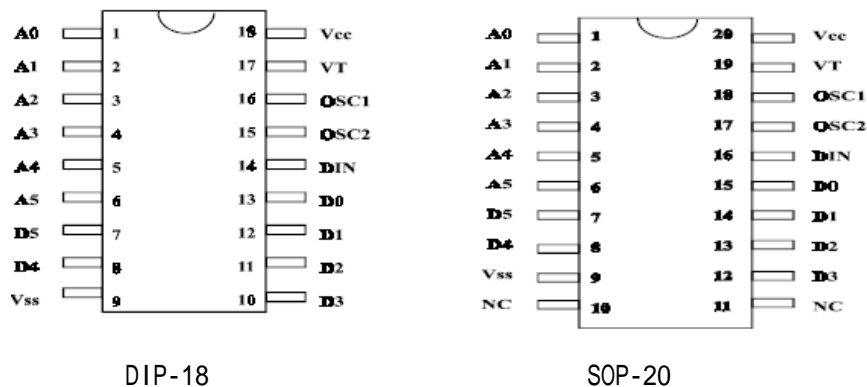 A0 1 18 Vcc
A1 2 17 VT
A2 3 16 OSC1
A3 4 15 OSC2
A4 5 14 DIN
A5 6 13 D0
D5 7 12 D1
D4 8 11 D2
Vss 9 10 D3
DIP-18
A0 1 20 Vcc
A1 2 19 VT
A2 3 18 OSC1
A3 4 17 OSC2
A4 5 16 DIN
A5 6 15 D0
D5 7 14 D1
D4 8 13 D2
Vss 9 12 D3
NC 10 11 NC
SOP-20